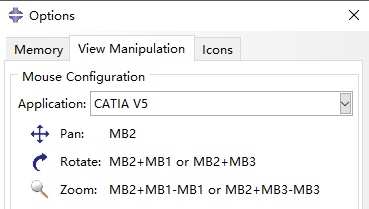 Options
Memory View Manipulation Icons
Mouse Configuration
Application: CATIA V5
Pan: MB2
Rotate: MB2+MB1 or MB2+MB3
Zoom: MB2+MB1-MB1 or MB2+MB3-MB3